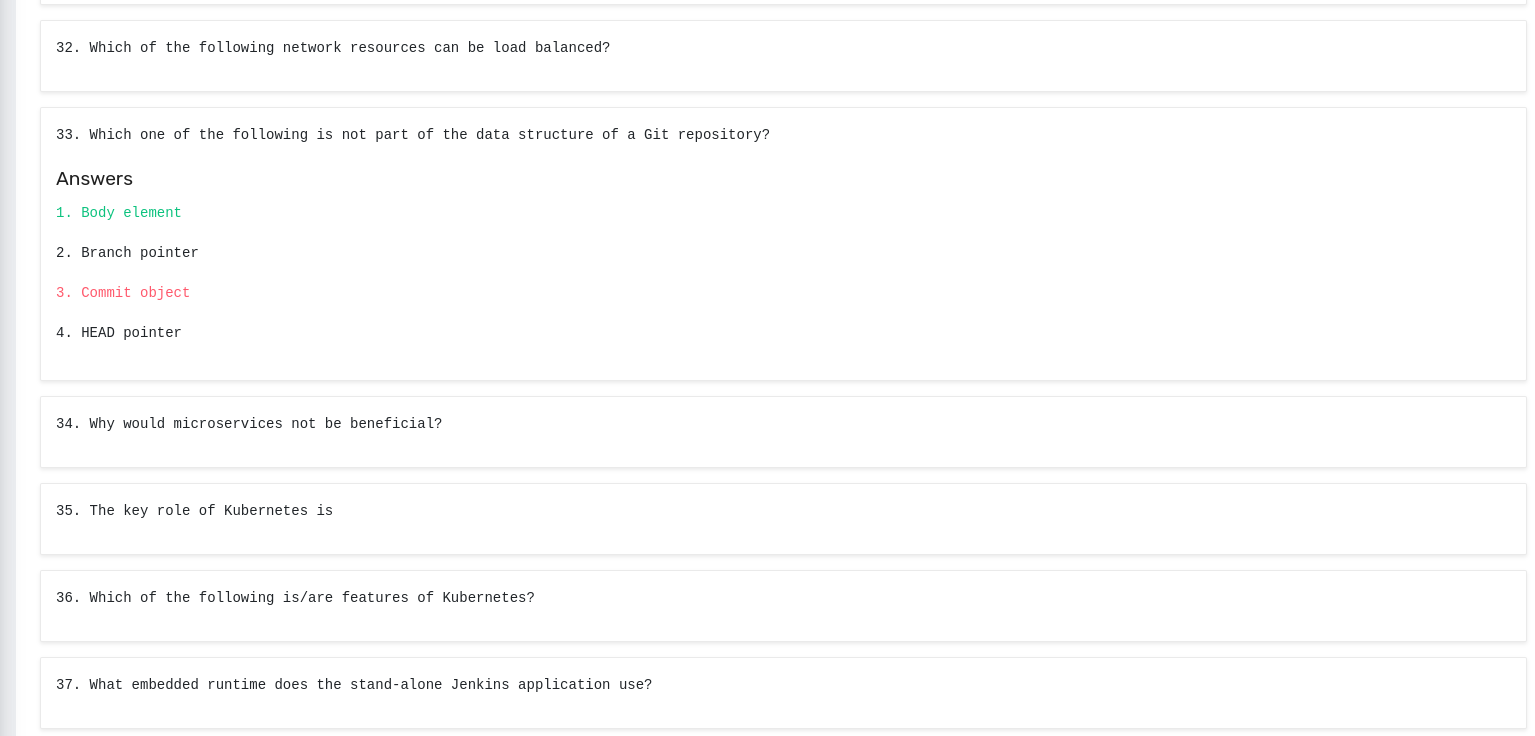 32. Which of the following network resources can be load balanced?
33. Which one of the following is not part of the data structure of a Git repository?
Answers
1. Body element
2. Branch pointer
3. Commit object
4. HEAD pointer
34. Why would microservices not be beneficial?
35. The key role of Kubernetes is
36. Which of the following is/are features of Kubernetes?
37. What embedded runtime does the stand-alone Jenkins application use?